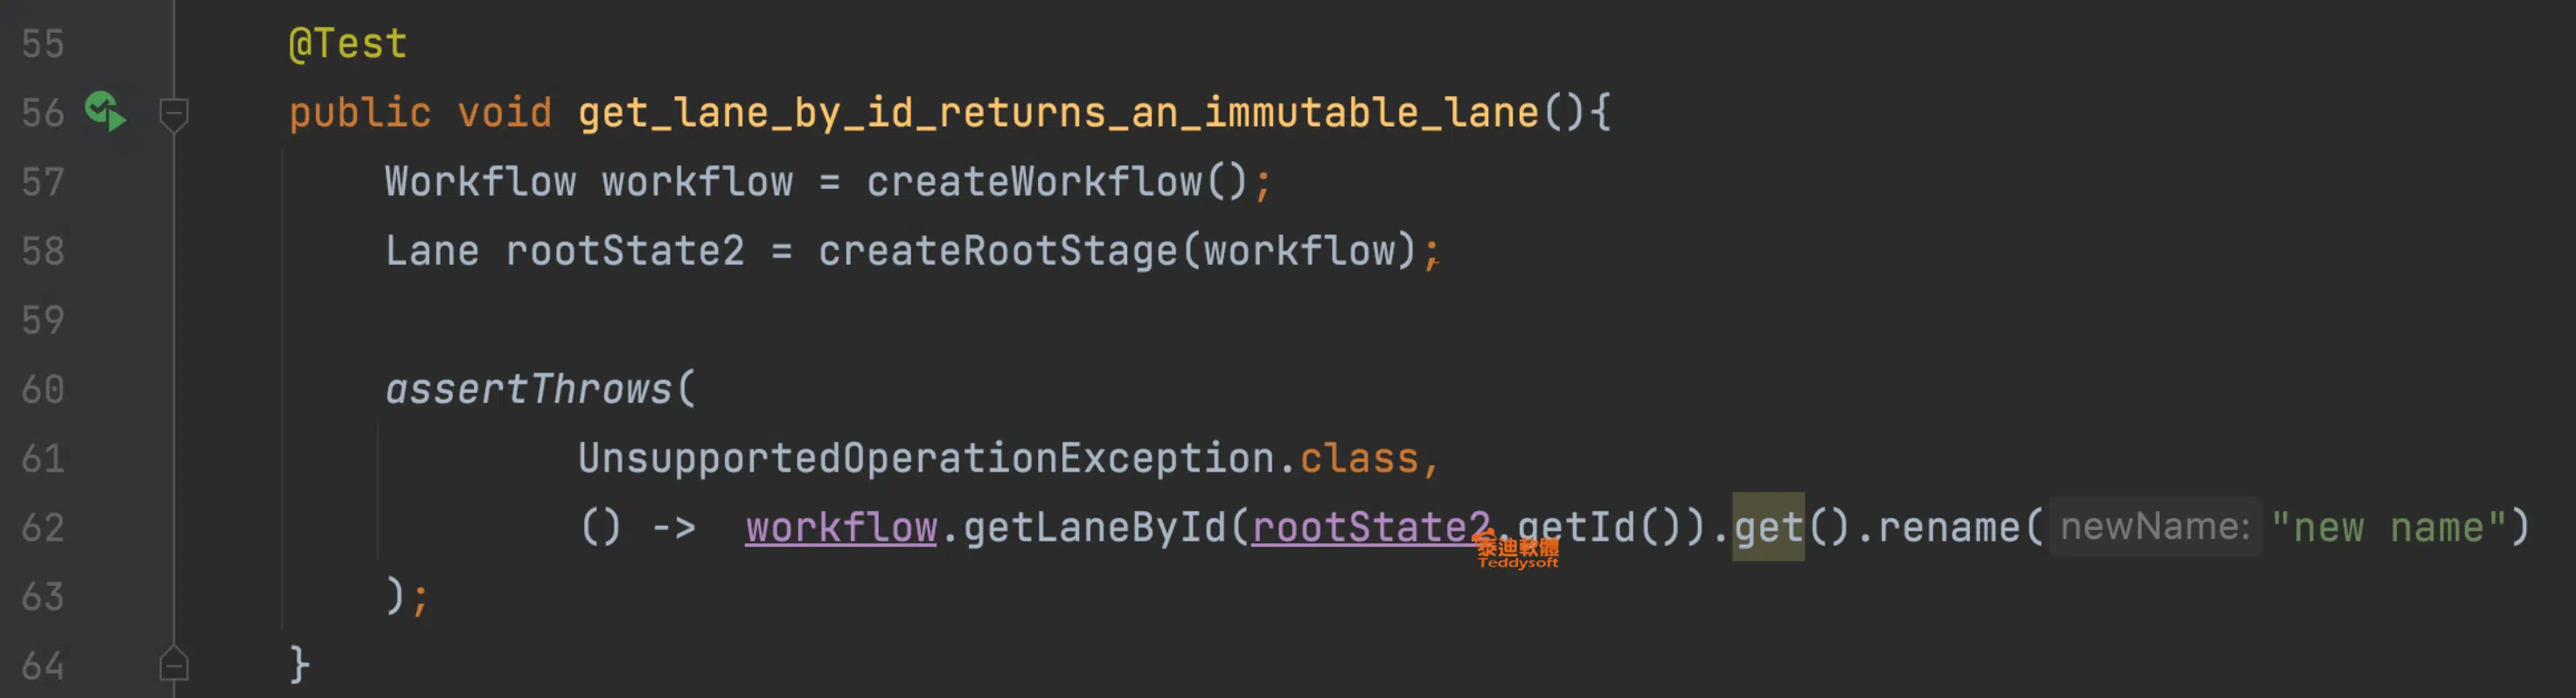 55 @Test
56 public void get_lane_by_id_returns_an_immutable_lane(){
57 Workflow workflow = createWorkflow();
58 Lane rootState2 = createRootStage(workflow);
59
60 assertThrows(
61 UnsupportedOperationException.class,
62 () -> workflow.getLaneById(rootState2.getId()).get().rename( newName: "new name")
泰迪軟體
Teddysoft
63 );
64 }